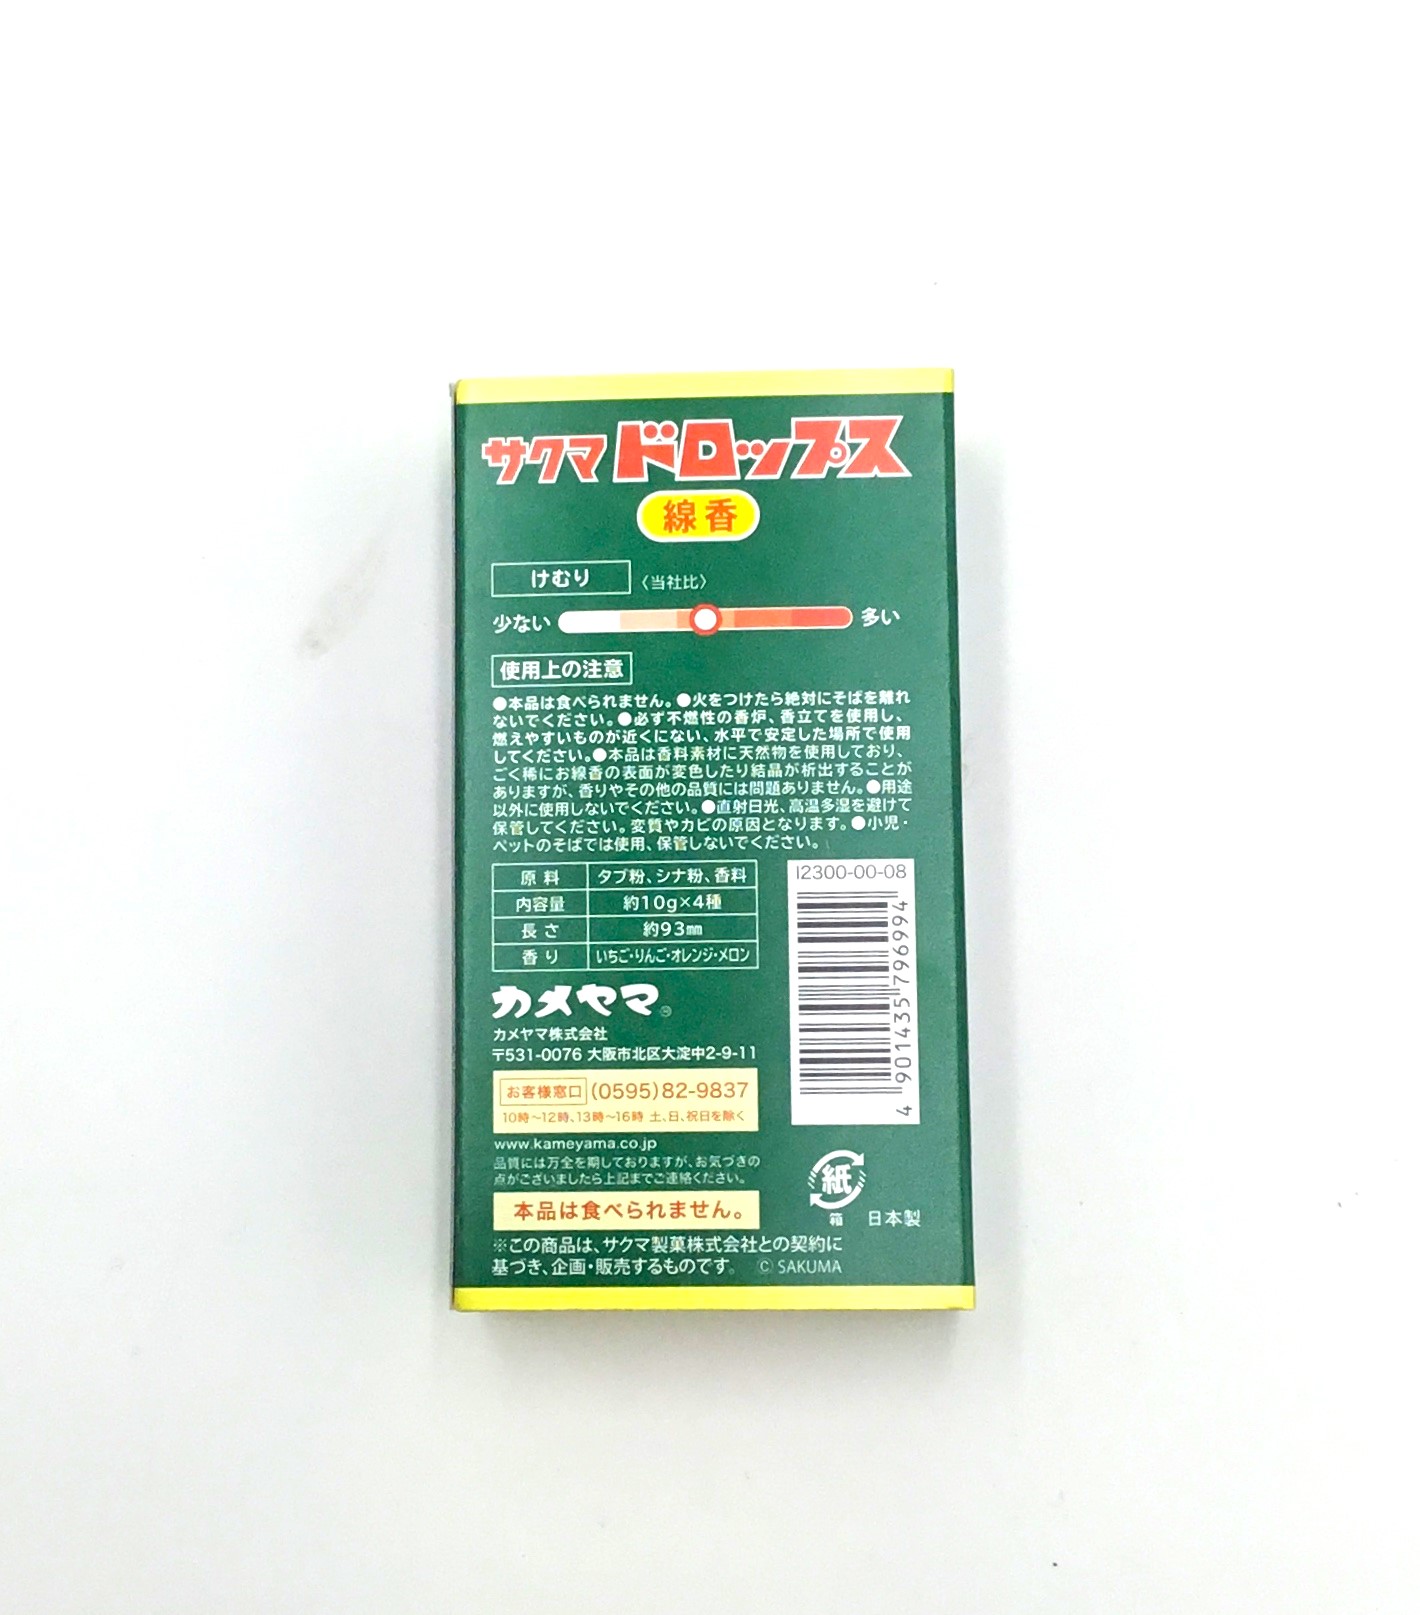 サクマドロップス
線香
けむり 〈当社比〉
少ない 多い
使用上の注意
●本品は食べられません。●火をつけたら絶対にそばを離れ
ないでください。●必ず不燃性の香炉、香立てを使用し、
燃えやすいものが近くにない、水平で安定した場所で使用
してください。●本品は香料素材に天然物を使用しており、
ごく稀にお線香の表面が変色したり結晶が析出することが
ありますが、香りやその他の品質には問題ありません。●用途
以外に使用しないでください。●直射日光、高温多湿を避けて
保管してください。変質やカビの原因となります。●小児・
ペットのそばでは使用、保管しないでください。
原料 タブ粉、シナ粉、香料
内容量 約10g×4種
長さ 約93㎜
香り いちご・りんご・オレンジ・メロン
I2300-00-08
4 901435 796994
カメヤマ®
カメヤマ株式会社
〒531-0076 大阪市北区大淀中2-9-11
お客様窓口 (0595)82-9837
10時〜12時、13時〜16時 土、日、祝日を除く
www.kameyama.co.jp
品質には万全を期しておりますが、お気づきの
点がございましたら上記までご連絡ください。
本品は食べられません。
紙
箱 日本製
※この商品は、サクマ製菓株式会社との契約に
基づき、企画・販売するものです。 © SAKUMA